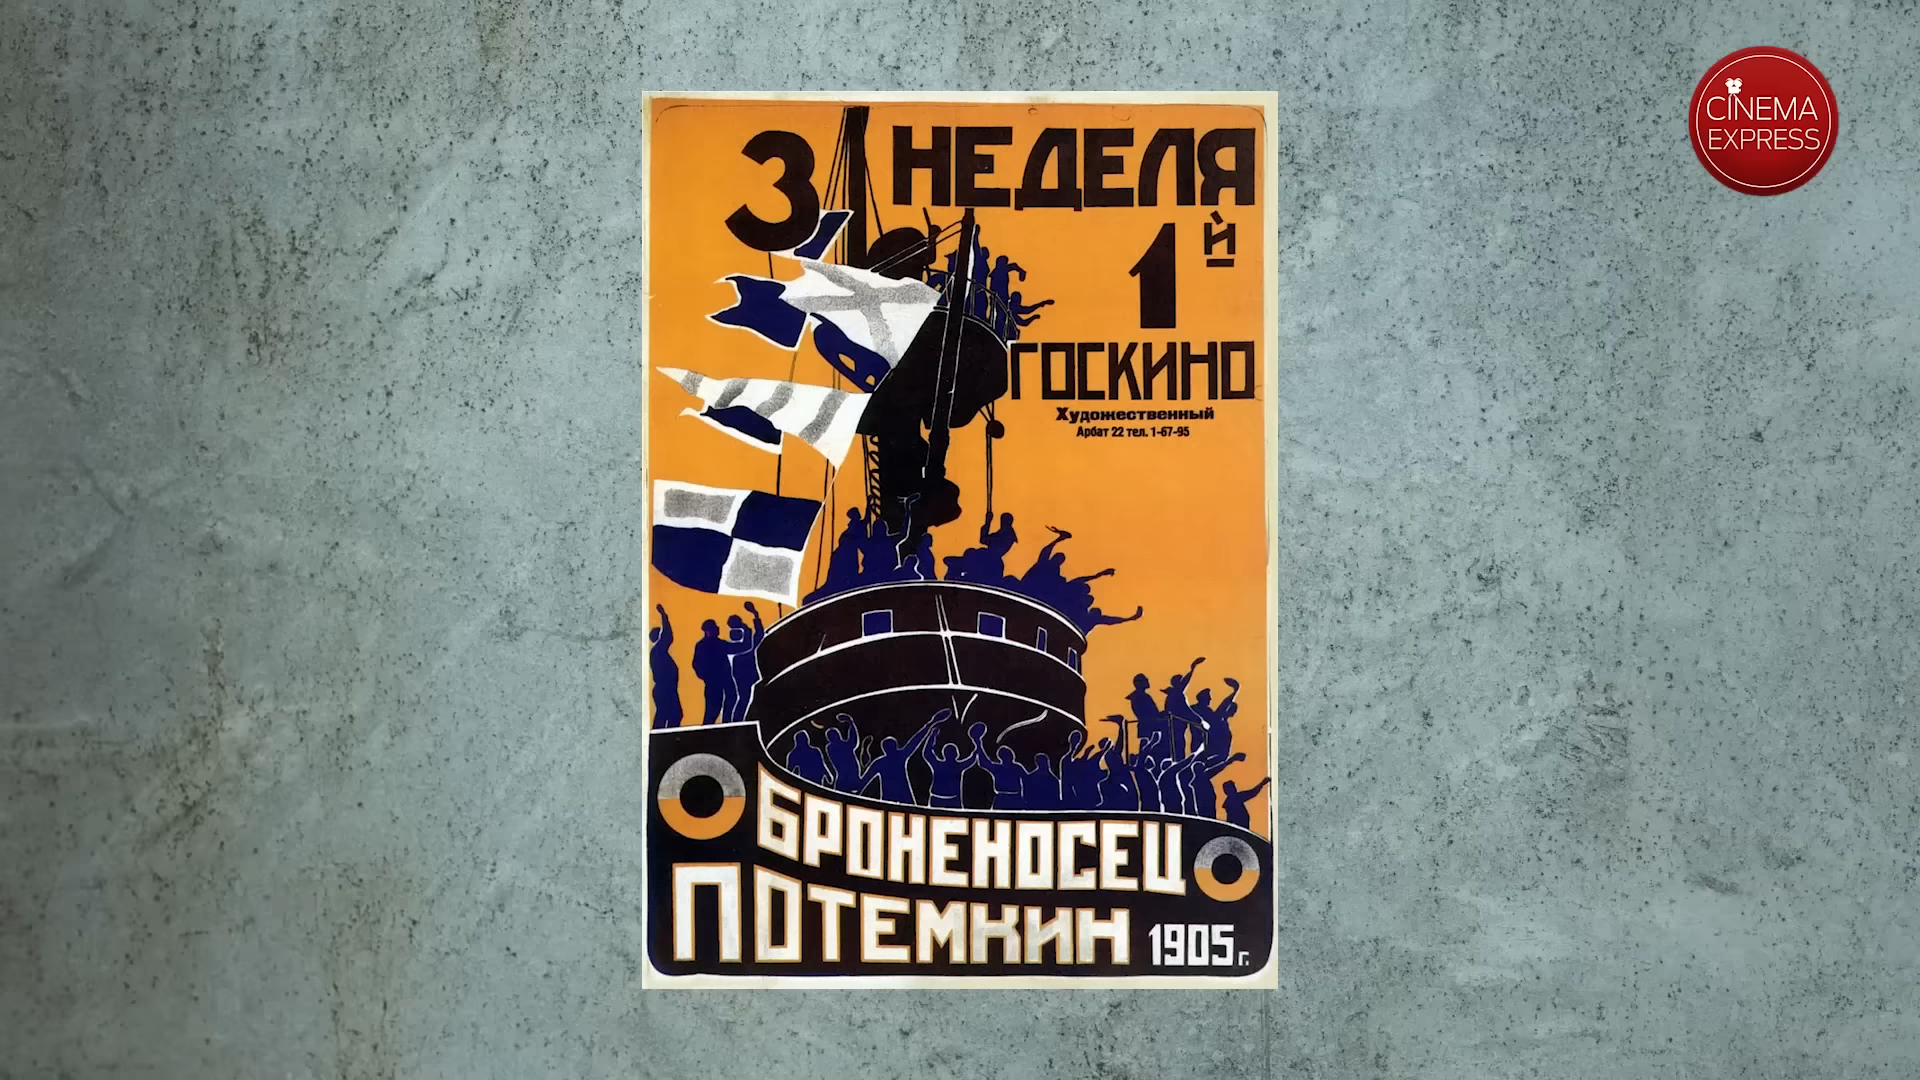 3 НЕДЕЛЯ
1й
ГОСКИНО
Художественный
Арбат 22 тел. 1-67-95
БРОНЕНОСЕЦ
ПОТЕМКИН 1905г.
CINEMA
EXPRESS